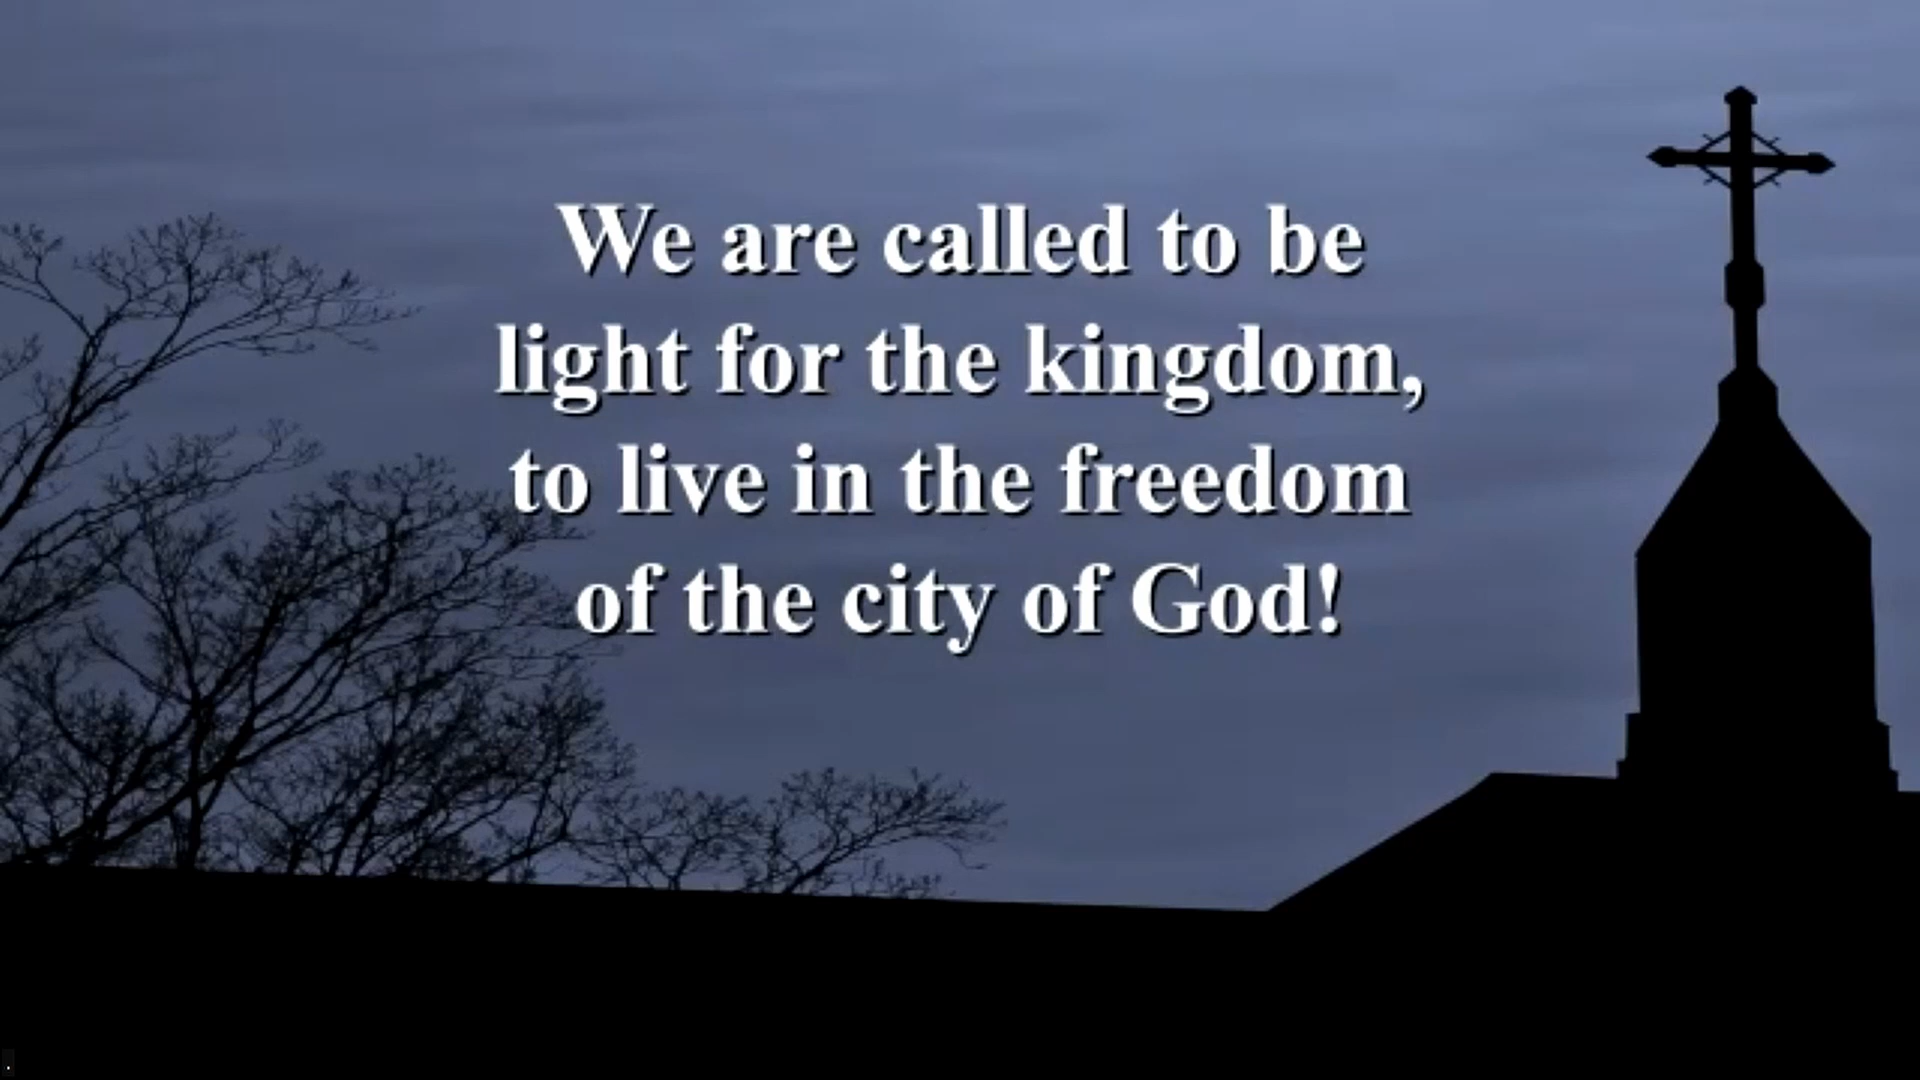 We are called to be
light for the kingdom,
to live in the freedom
of the city of God!
.